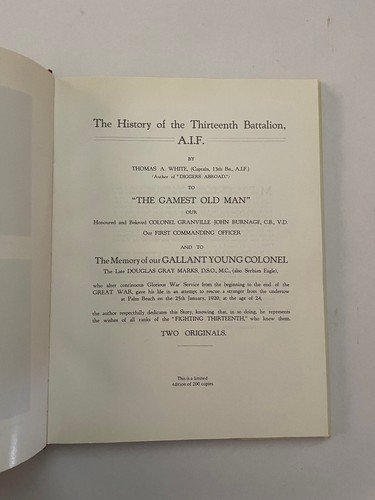 The History of the Thirteenth Battalion,
A.I.F.
BY
THOMAS A. WHITE, (Captain, 13th Bn., A.I.F.)
(Author of "DIGGERS ABROAD")
TO
"THE GAMEST OLD MAN"
OUR
Honoured and Beloved COLONEL GRANVILLE JOHN BURNAGE, C.B., V.D.
Our FIRST COMMANDING OFFICER
AND TO
The Memory of our GALLANT YOUNG COLONEL
The Late DOUGLAS GRAY MARKS, D.S.O., M.C., (also Serbian Eagle),
who after continuous Glorious War Service from the beginning to the end of the
GREAT WAR, gave his life in an attempt to rescue a stranger from the undertow
at Palm Beach on the 25th January, 1920, at the age of 24,
the author respectfully dedicates this Story, knowing that, in so doing, he represents
the wishes of all ranks of the "FIGHTING THIRTEENTH," who knew them.
TWO ORIGINALS.
This is a limited
edition of 200 copies.